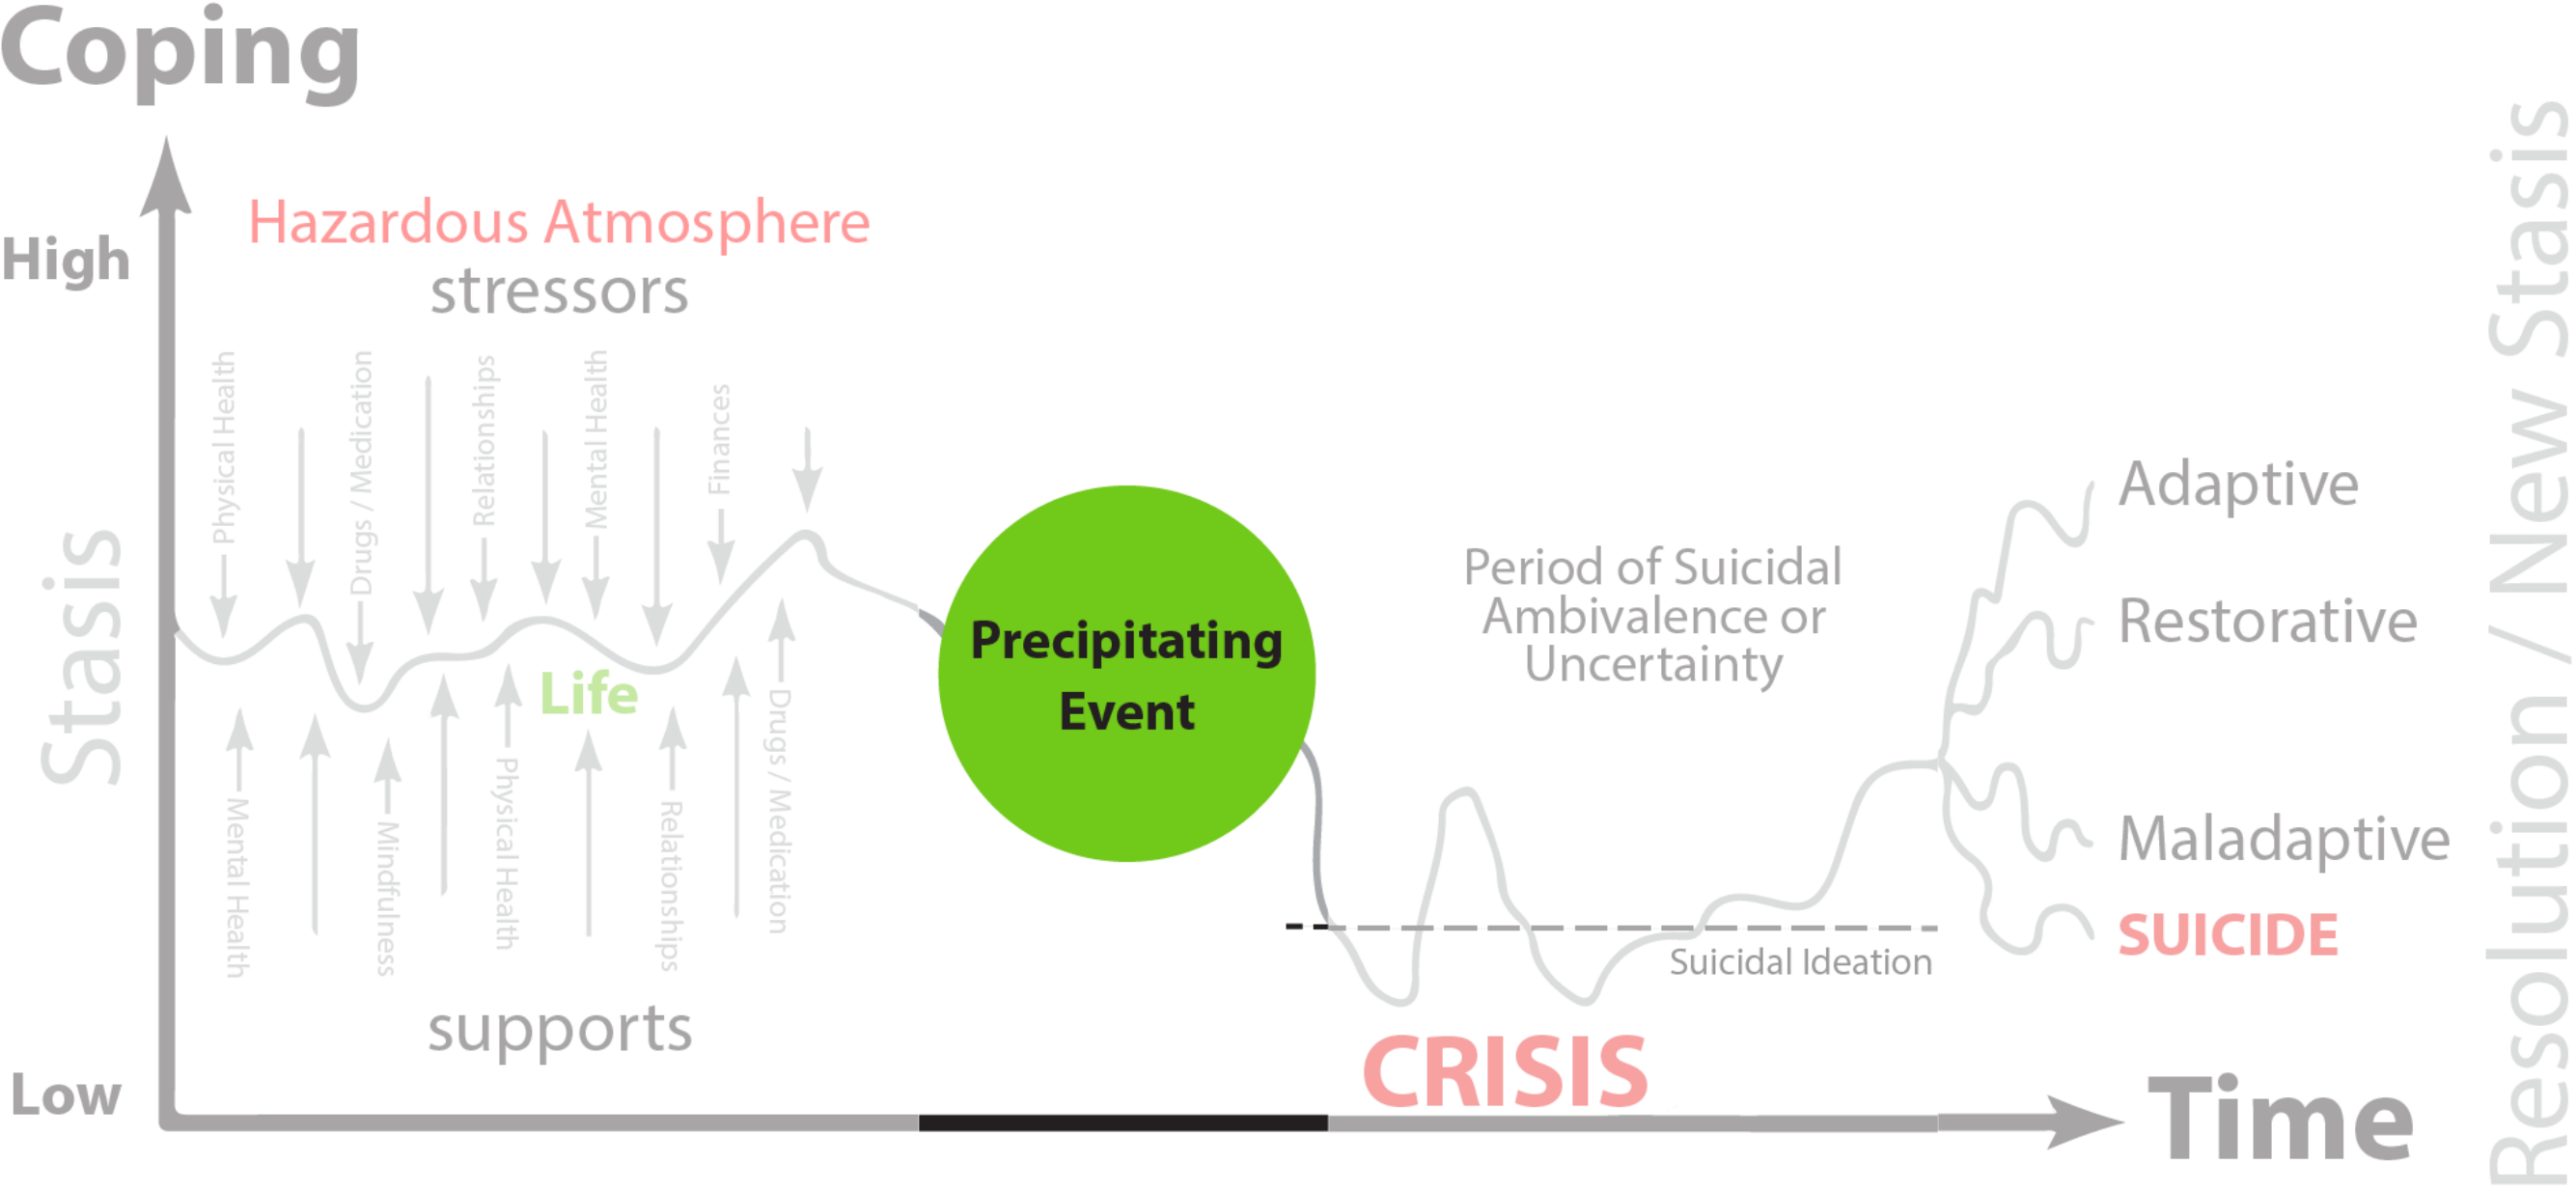 Coping
High
Hazardous Atmosphere
stressors
Physical Health
Drugs / Medication
Relationships
Mental Health
Finances
Stasis
Life
Mental Health
Mindfulness
Physical Health
Relationships
Drugs / Medication
supports
Low
Precipitating
Event
Period of Suicidal
Ambivalence or
Uncertainty
Suicidal Ideation
CRISIS
Adaptive
Restorative
Maladaptive
SUICIDE
Time
Resolution / New Stasis